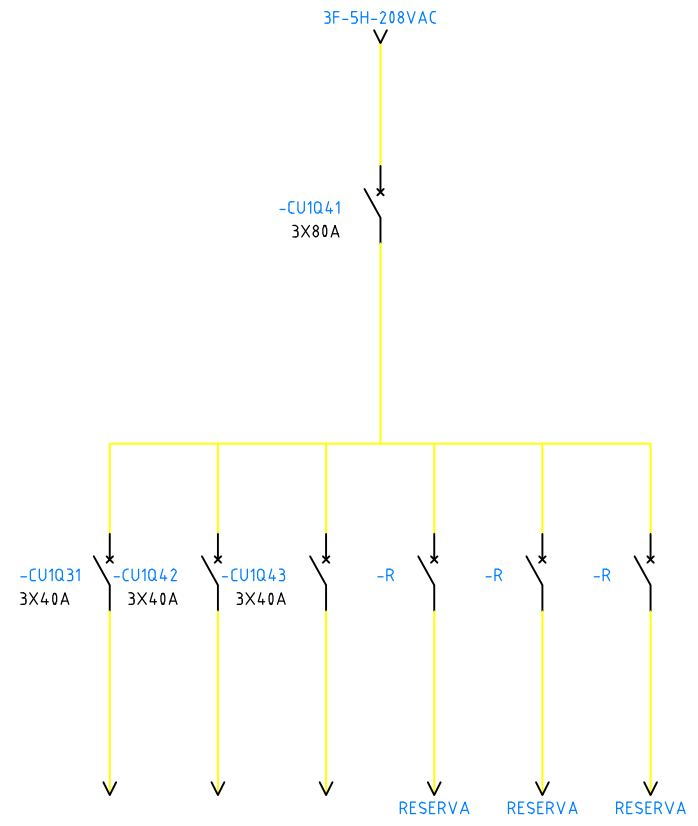 3F-5H-208VAC
-CU1Q41
3X80A
-CU1Q31
3X40A
-CU1Q42
3X40A
-CU1Q43
3X40A
-R
-R
-R
RESERVA
RESERVA
RESERVA